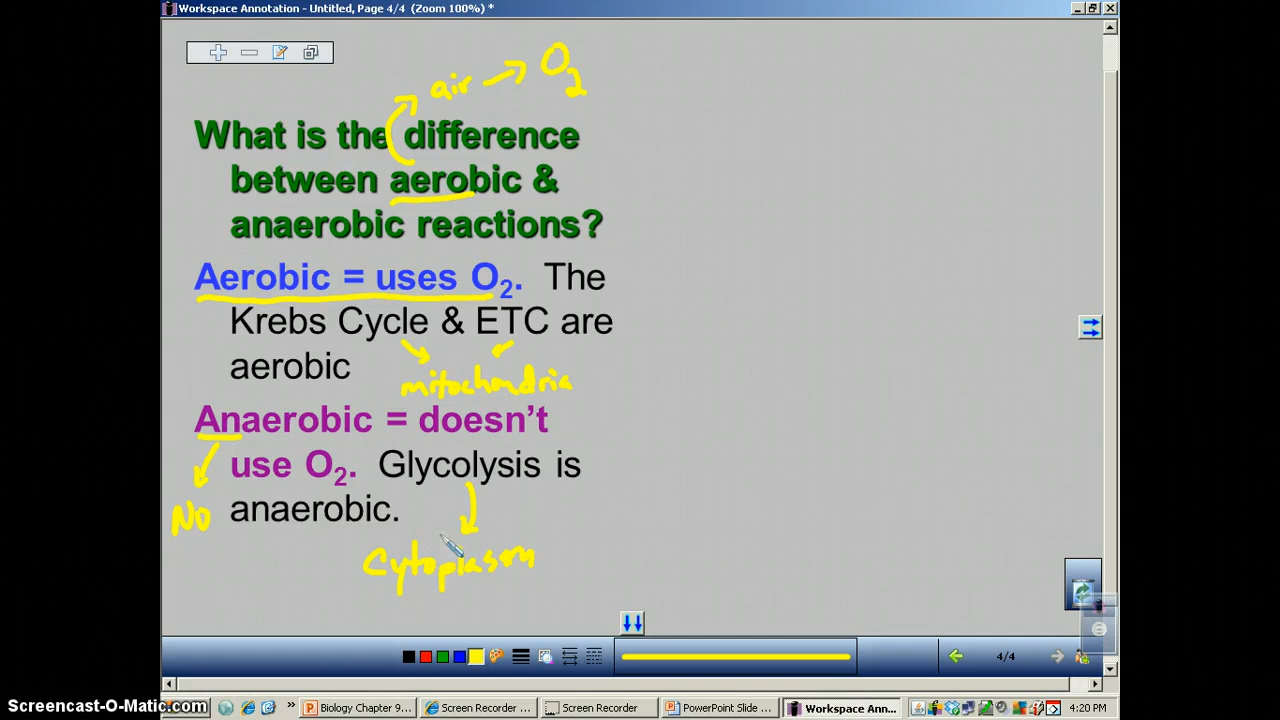 Workspace Annotation - Untitled, Page 4/4 (Zoom 100%) *
air → O2
What is the difference
between aerobic &
anaerobic reactions?
Aerobic = uses O2. The
Krebs Cycle & ETC are
aerobic
mitochondria
Anaerobic = doesn't
use O2. Glycolysis is
No anaerobic.
Cytoplasm
4/4
Screencast-O-Matic.com
Biology Chapter 9...
Screen Recorder ...
Screen Recorder
PowerPoint Slide ...
Workspace Ann...
4:20 PM